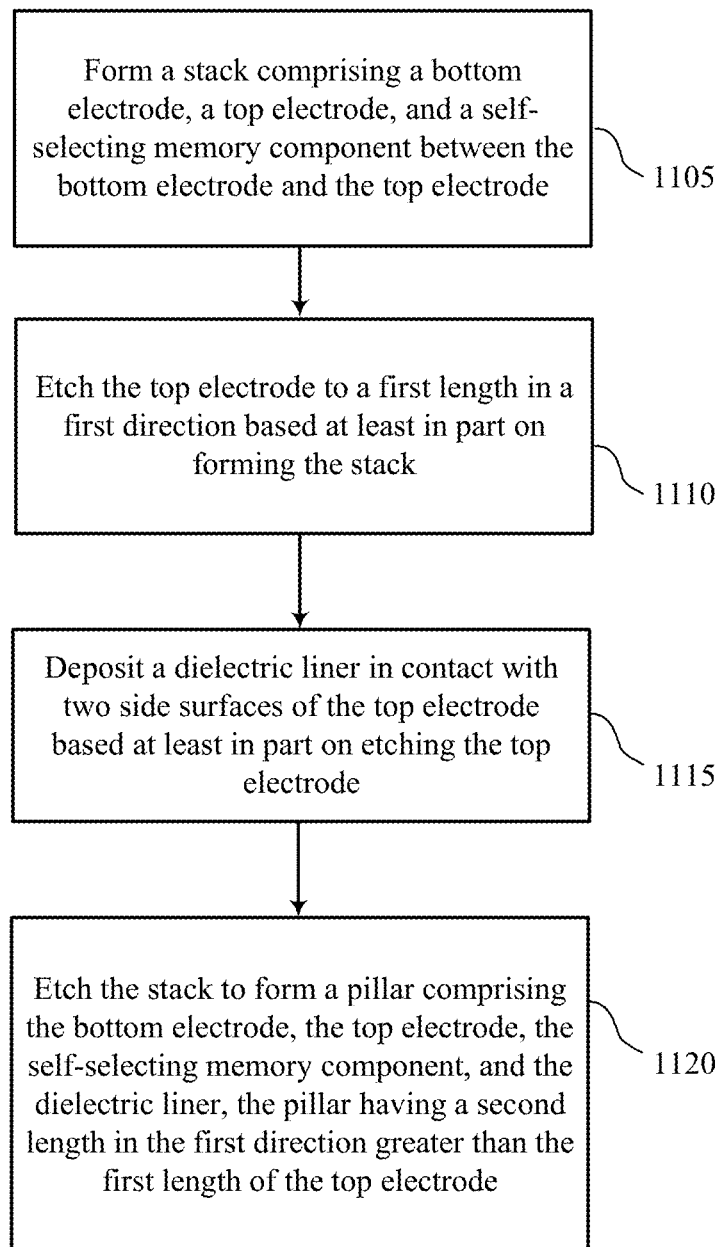 Form a stack comprising a bottom
electrode, a top electrode, and a self-
selecting memory component between the
bottom electrode and the top electrode
1105
Etch the top electrode to a first length in a
first direction based at least in part on
forming the stack
1110
Deposit a dielectric liner in contact with
two side surfaces of the top electrode
based at least in part on etching the top
electrode
1115
Etch the stack to form a pillar comprising
the bottom electrode, the top electrode, the
self-selecting memory component, and the
dielectric liner, the pillar having a second
length in the first direction greater than the
first length of the top electrode
1120